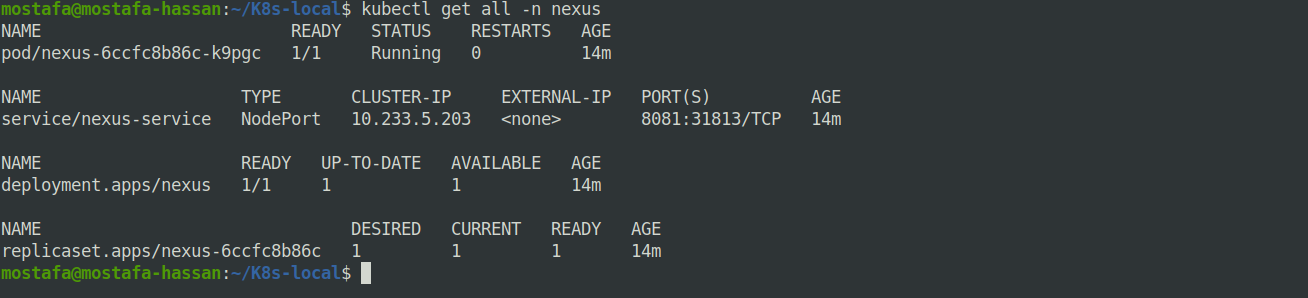 mostafa@mostafa-hassan:~/K8s-local$ kubectl get all -n nexus
NAME                         READY   STATUS    RESTARTS   AGE
pod/nexus-6ccfc8b86c-k9pgc   1/1     Running   0          14m

NAME                    TYPE       CLUSTER-IP     EXTERNAL-IP   PORT(S)          AGE
service/nexus-service   NodePort   10.233.5.203   <none>        8081:31813/TCP   14m

NAME                    READY   UP-TO-DATE   AVAILABLE   AGE
deployment.apps/nexus   1/1     1            1           14m

NAME                               DESIRED   CURRENT   READY   AGE
replicaset.apps/nexus-6ccfc8b86c   1         1         1       14m
mostafa@mostafa-hassan:~/K8s-local$